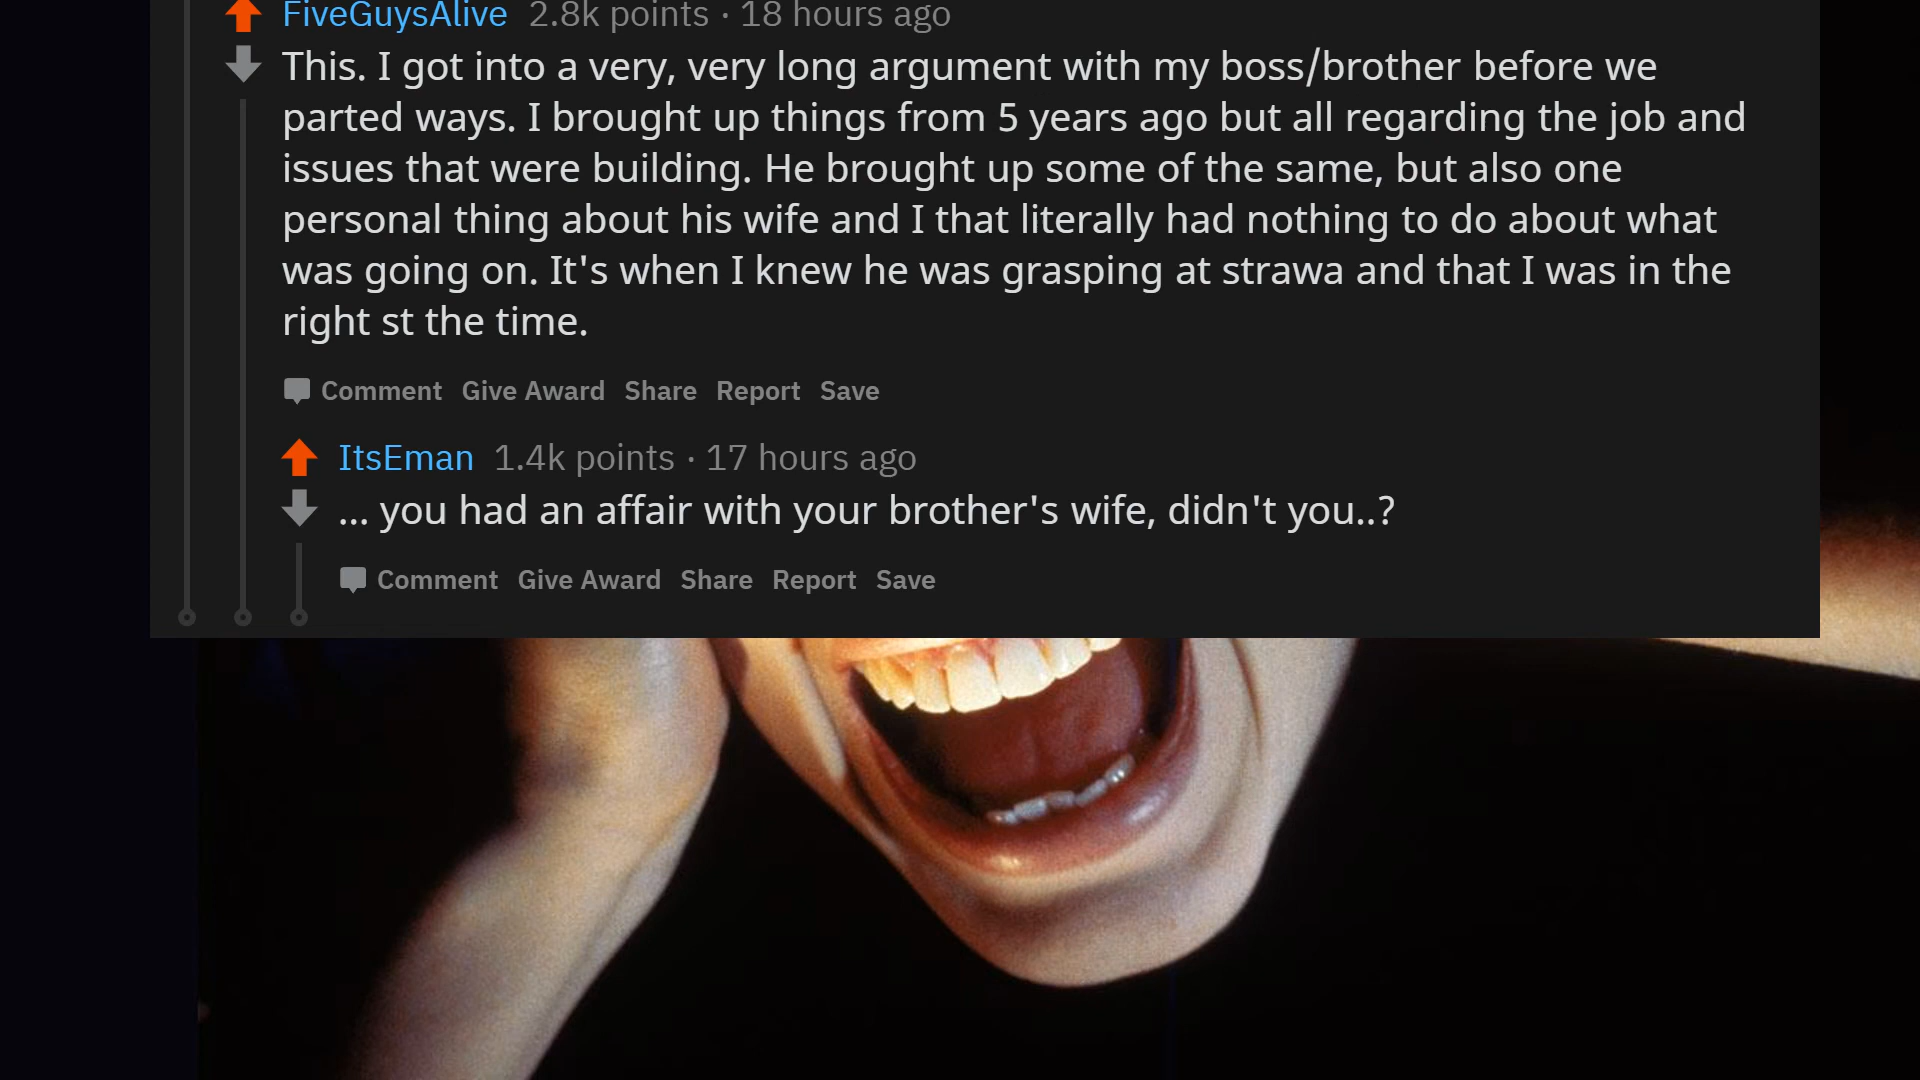 FiveGuysAlive 2.8k points · 18 hours ago
This. I got into a very, very long argument with my boss/brother before we
parted ways. I brought up things from 5 years ago but all regarding the job and
issues that were building. He brought up some of the same, but also one
personal thing about his wife and I that literally had nothing to do about what
was going on. It's when I knew he was grasping at strawa and that I was in the
right st the time.
Comment Give Award Share Report Save
ItsEman 1.4k points · 17 hours ago
... you had an affair with your brother's wife, didn't you..?
Comment Give Award Share Report Save